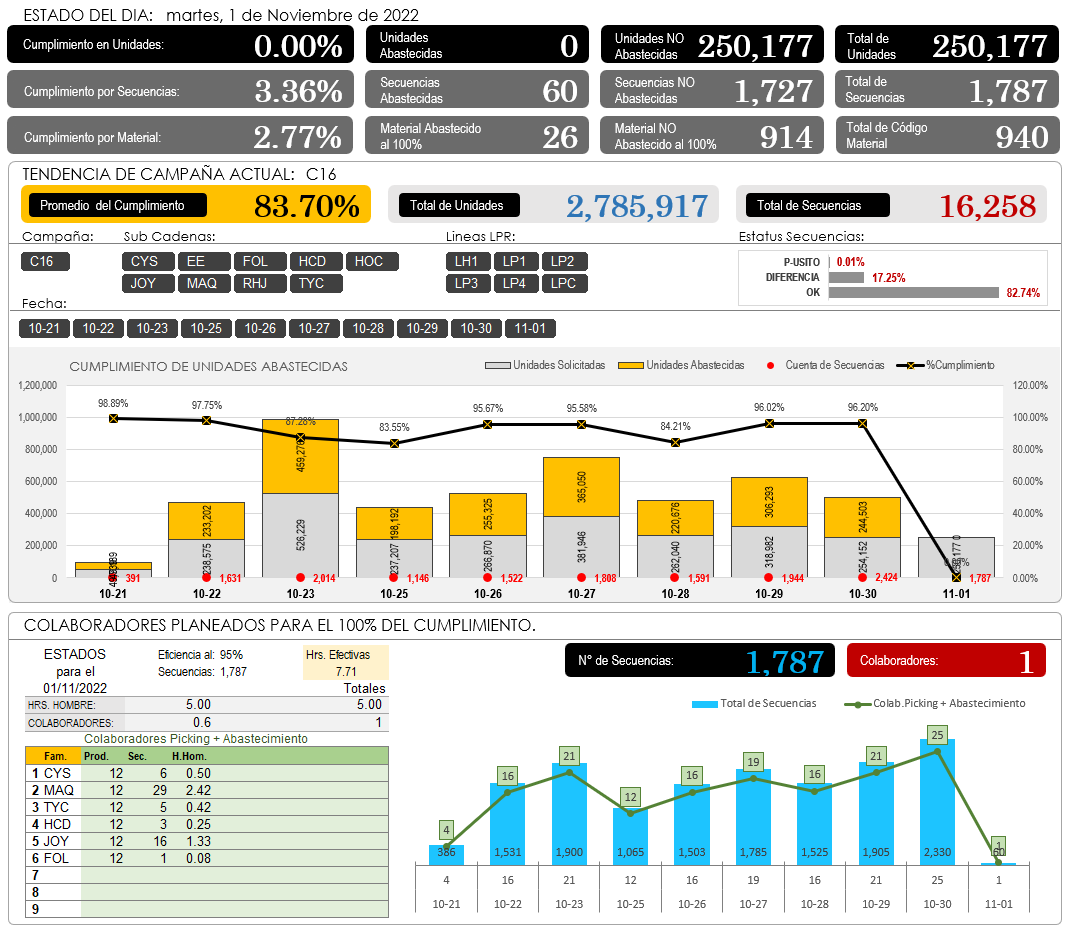 ESTADO DEL DIA: martes, 1 de Noviembre de 2022
Cumplimiento en Unidades: 0.00%
Unidades Abastecidas 0
Unidades NO Abastecidas 250,177
Total de Unidades 250,177
Cumplimiento por Secuencias: 3.36%
Secuencias Abastecidas 60
Secuencias NO Abastecidas 1,727
Total de Secuencias 1,787
Cumplimiento por Material: 2.77%
Material Abastecido al 100% 26
Material NO Abastecido al 100% 914
Total de Código Material 940
TENDENCIA DE CAMPAÑA ACTUAL: C16
Promedio del Cumplimiento 83.70%
Total de Unidades 2,785,917
Total de Secuencias 16,258
Campaña: Sub Cadenas: Lineas LPR: Estatus Secuencias:
C16 CYS EE FOL HCD HOC LH1 LP1 LP2
JOY MAQ RHJ TYC LP3 LP4 LPC
P-USITO 0.01%
DIFERENCIA 17.25%
OK 82.74%
Fecha:
10-21 10-22 10-23 10-25 10-26 10-27 10-28 10-29 10-30 11-01
CUMPLIMIENTO DE UNIDADES ABASTECIDAS
Unidades Solicitadas Unidades Abastecidas Cuenta de Secuencias %Cumplimiento
1,200,000 120.00%
1,000,000 100.00%
800,000 80.00%
600,000 60.00%
400,000 40.00%
200,000 20.00%
0 0.00%
98.89% 97.75% 87.28% 83.55% 95.67% 95.58% 84.21% 96.02% 96.20%
233,202 459,276 198,192 255,325 365,050 220,676 306,293 244,503 0
238,575 526,229 237,207 266,870 381,946 262,040 318,982 254,152
391 1,631 2,014 1,146 1,522 1,808 1,591 1,944 2,424 1,787
10-21 10-22 10-23 10-25 10-26 10-27 10-28 10-29 10-30 11-01
COLABORADORES PLANEADOS PARA EL 100% DEL CUMPLIMIENTO.
ESTADOS
para el
01/11/2022
Eficiencia al: 95%
Secuencias: 1,787
Hrs. Efectivas
7.71
Totales
HRS. HOMBRE: 5.00 5.00
COLABORADORES: 0.6 1
Colaboradores Picking + Abastecimiento
Fam. Prod. Sec. H.Hom.
1 CYS 12 6 0.50
2 MAQ 12 29 2.42
3 TYC 12 5 0.42
4 HCD 12 3 0.25
5 JOY 12 16 1.33
6 FOL 12 1 0.08
7
8
9
N° de Secuencias: 1,787
Colaboradores: 1
Total de Secuencias Colab.Picking + Abastecimiento
4 16 21 12 16 19 16 21 25 1
386 1,531 1,900 1,065 1,503 1,785 1,525 1,905 2,330 60
4 16 21 12 16 19 16 21 25 1
10-21 10-22 10-23 10-25 10-26 10-27 10-28 10-29 10-30 11-01